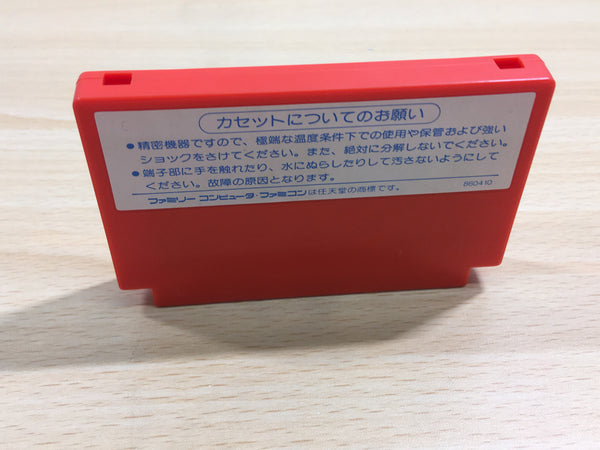 カセットについてのお願い
●精密機器ですので、極端な温度条件下での使用や保管および強い
ショックをさけてください。また、絶対に分解しないでください。
●端子部に手を触れたり、水にぬらしたりして汚さないようにして
ください。故障の原因となります。
ファミリー コンピュータ・ファミコンは任天堂の商標です。
860410